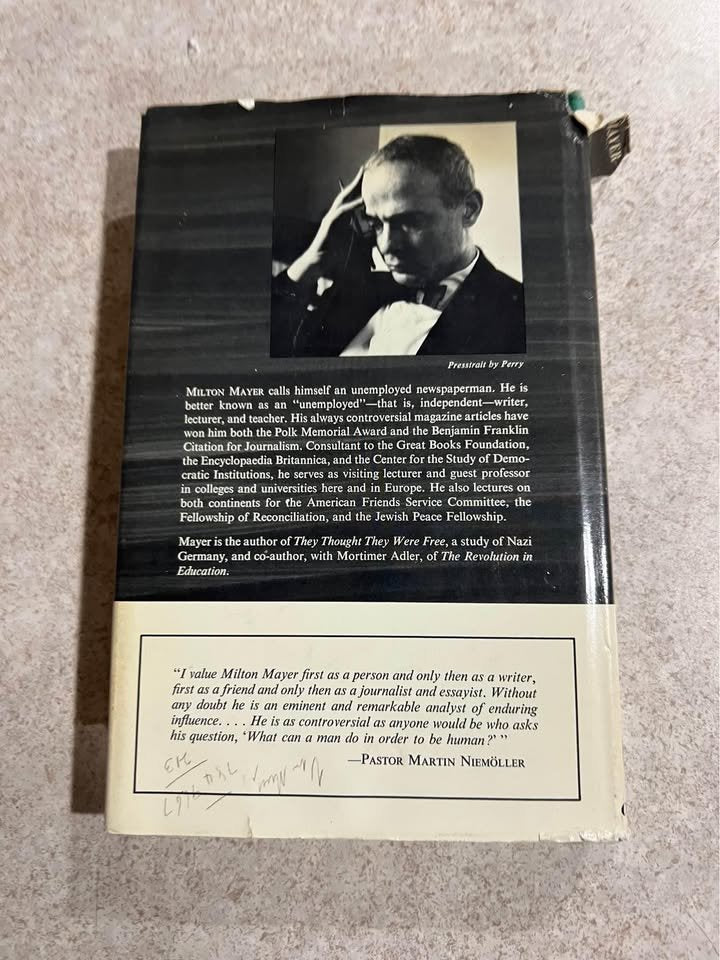 Presstrait by Perry
MILTON MAYER calls himself an unemployed newspaperman. He is
better known as an "unemployed"—that is, independent—writer,
lecturer, and teacher. His always controversial magazine articles have
won him both the Polk Memorial Award and the Benjamin Franklin
Citation for Journalism. Consultant to the Great Books Foundation,
the Encyclopaedia Britannica, and the Center for the Study of Demo-
cratic Institutions, he serves as visiting lecturer and guest professor
in colleges and universities here and in Europe. He also lectures on
both continents for the American Friends Service Committee, the
Fellowship of Reconciliation, and the Jewish Peace Fellowship.
Mayer is the author of They Thought They Were Free, a study of Nazi
Germany, and co-author, with Mortimer Adler, of The Revolution in
Education.
"I value Milton Mayer first as a person and only then as a writer,
first as a friend and only then as a journalist and essayist. Without
any doubt he is an eminent and remarkable analyst of enduring
influence. . . . He is as controversial as anyone would be who asks
his question, 'What can a man do in order to be human?' "
—PASTOR MARTIN NIEMÖLLER